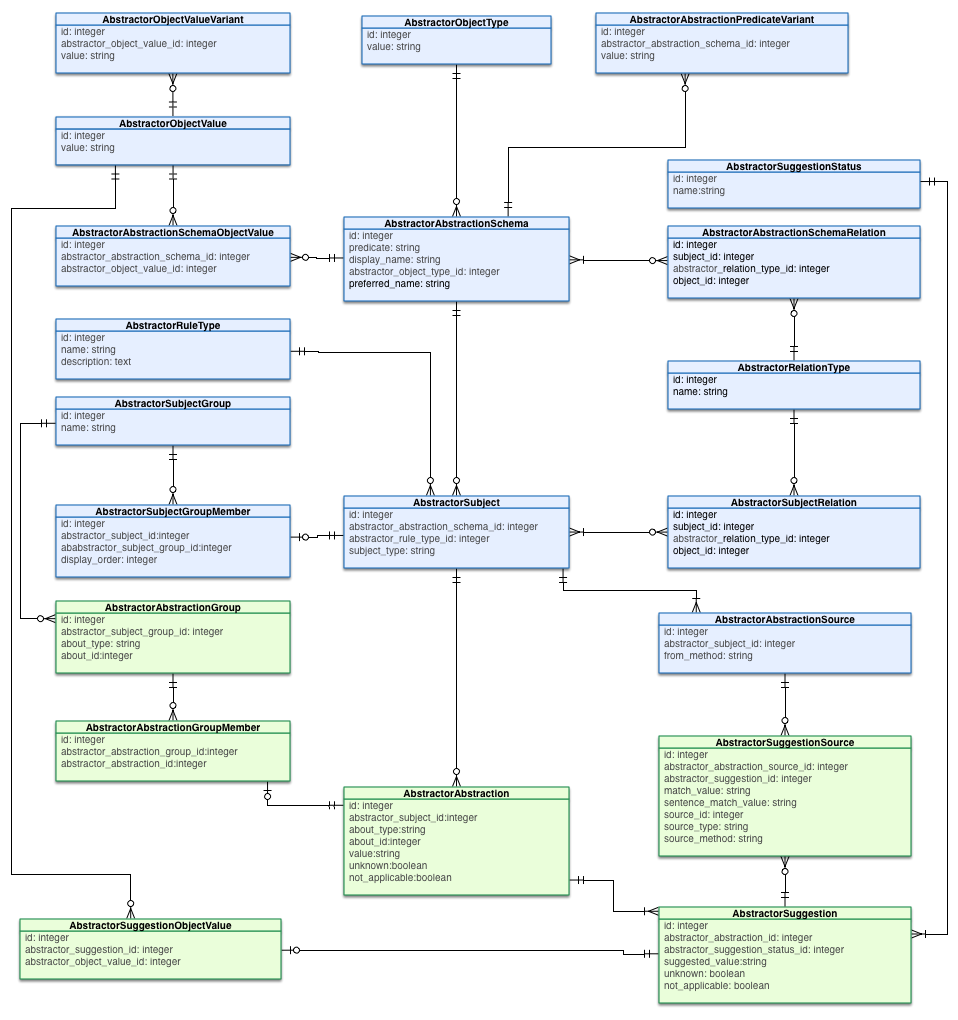 AbstractorObjectValueVariant
id: integer
abstractor_object_value_id: integer
value: string
AbstractorObjectType
id: integer
value: string
AbstractorAbstractionPredicateVariant
id: integer
abstractor_abstraction_schema_id: integer
value: string
AbstractorObjectValue
id: integer
value: string
AbstractorSuggestionStatus
id: integer
name:string
AbstractorAbstractionSchemaObjectValue
id: integer
abstractor_abstraction_schema_id: integer
abstractor_object_value_id: integer
AbstractorAbstractionSchema
id: integer
predicate: string
display_name: string
abstractor_object_type_id: integer
preferred_name: string
AbstractorAbstractionSchemaRelation
id: integer
subject_id: integer
abstractor_relation_type_id: integer
object_id: integer
AbstractorRuleType
id: integer
name: string
description: text
AbstractorRelationType
id: integer
name: string
AbstractorSubjectGroup
id: integer
name: string
AbstractorSubjectGroupMember
id: integer
abstractor_subject_id:integer
ababstractor_subject_group_id:integer
display_order: integer
AbstractorSubject
id: integer
abstractor_abstraction_schema_id: integer
abstractor_rule_type_id: integer
subject_type: string
AbstractorSubjectRelation
id: integer
subject_id: integer
abstractor_relation_type_id: integer
object_id: integer
AbstractorAbstractionGroup
id: integer
abstractor_subject_group_id: integer
about_type: string
about_id:integer
AbstractorAbstractionSource
id: integer
abstractor_subject_id: integer
from_method: string
AbstractorAbstractionGroupMember
id: integer
abstractor_abstraction_group_id:integer
abstractor_abstraction_id:integer
AbstractorSuggestionSource
id: integer
abstractor_abstraction_source_id: integer
abstractor_suggestion_id: integer
match_value: string
sentence_match_value: string
source_id: integer
source_type: string
source_method: string
AbstractorAbstraction
id: integer
abstractor_subject_id:integer
about_type:string
about_id:integer
value:string
unknown:boolean
not_applicable:boolean
AbstractorSuggestionObjectValue
id: integer
abstractor_suggestion_id: integer
abstractor_object_value_id: integer
AbstractorSuggestion
id: integer
abstractor_abstraction_id: integer
abstractor_suggestion_status_id: integer
suggested_value:string
unknown: boolean
not_applicable: boolean